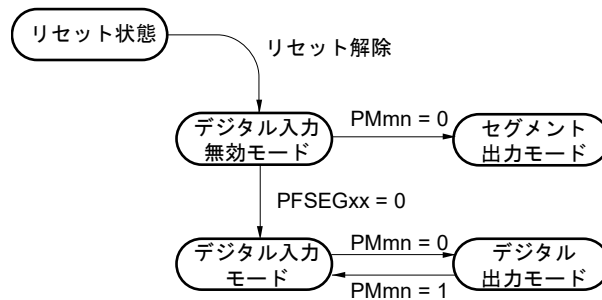 リセット状態
リセット解除
デジタル入力
無効モード
PMmn = 0
セグメント
出力モード
PFSEGxx = 0
デジタル入力
モード
PMmn = 0
PMmn = 1
デジタル
出力モード